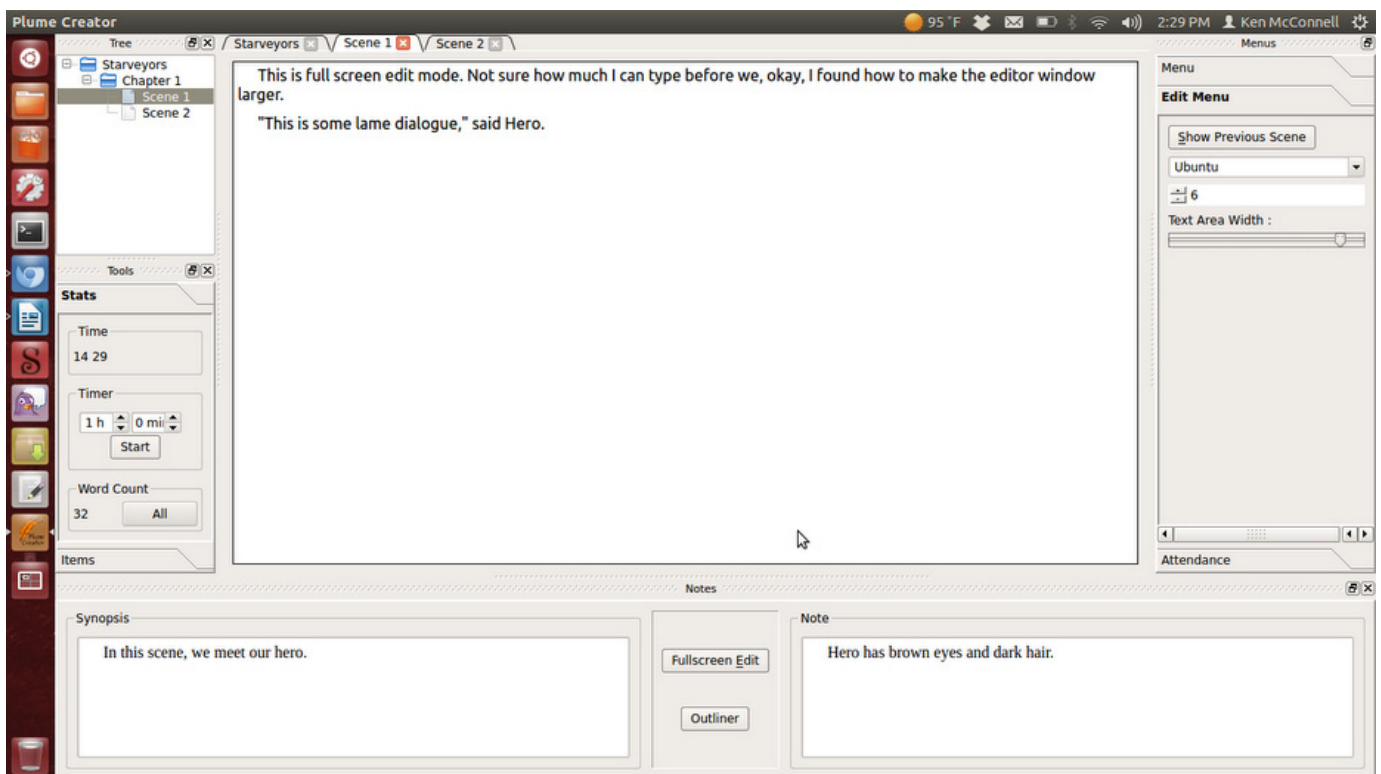 Plume Creator
95 °F
2:29 PM
Ken McConnell
Tree
Starveyors
Chapter 1
Scene 1
Scene 2
Starveyors
Scene 1
Scene 2
This is full screen edit mode. Not sure how much I can type before we, okay, I found how to make the editor window
larger.
"This is some lame dialogue," said Hero.
Menus
Menu
Edit Menu
Show Previous Scene
Ubuntu
6
Text Area Width :
Attendance
Tools
Stats
Time
14 29
Timer
1 h
0 mi
Start
Word Count
32
All
Items
Notes
Synopsis
In this scene, we meet our hero.
Fullscreen Edit
Outliner
Note
Hero has brown eyes and dark hair.